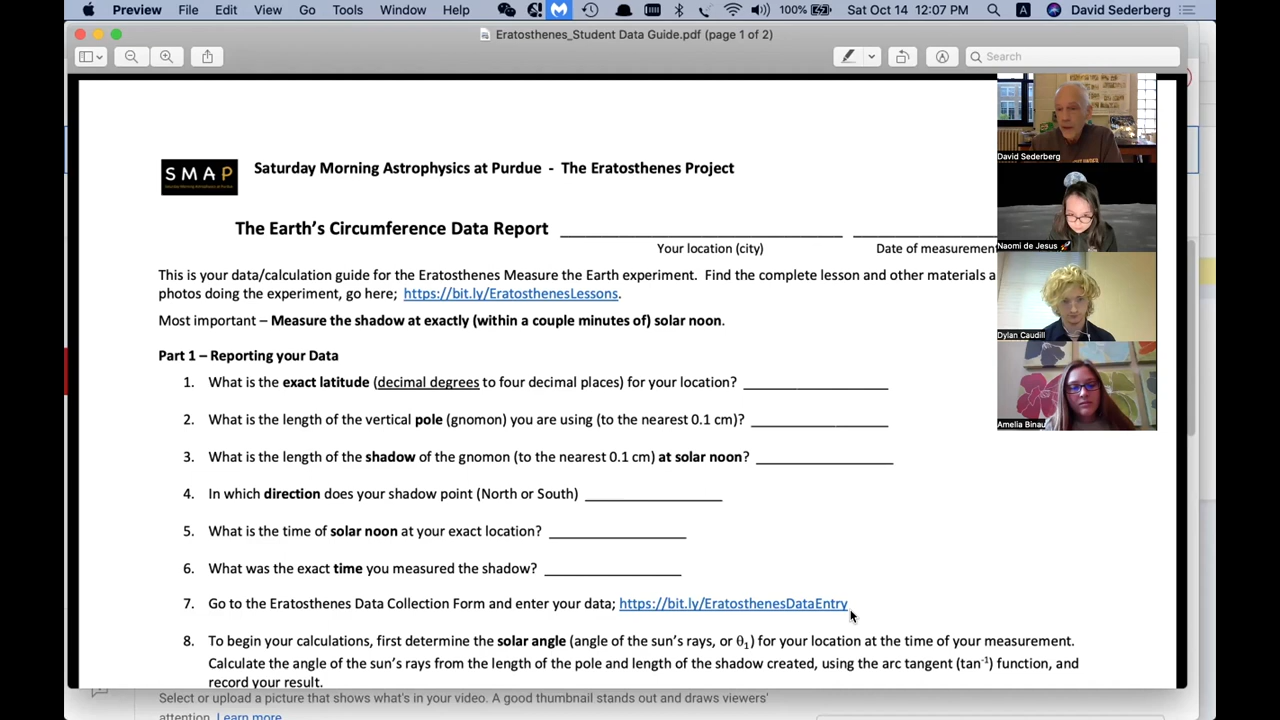 Preview File Edit View Go Tools Window Help 100% Sat Oct 14 12:07 PM A David Sederberg
Eratosthenes_Student Data Guide.pdf (page 1 of 2)
Search
SMAP Saturday Morning Astrophysics at Purdue - The Eratosthenes Project
The Earth's Circumference Data Report
Your location (city) Date of measurement
This is your data/calculation guide for the Eratosthenes Measure the Earth experiment. Find the complete lesson and other materials a
photos doing the experiment, go here; https://bit.ly/EratosthenesLessons.
Most important – Measure the shadow at exactly (within a couple minutes of) solar noon.
Part 1 – Reporting your Data
1. What is the exact latitude (decimal degrees to four decimal places) for your location?
2. What is the length of the vertical pole (gnomon) you are using (to the nearest 0.1 cm)?
3. What is the length of the shadow of the gnomon (to the nearest 0.1 cm) at solar noon?
4. In which direction does your shadow point (North or South)
5. What is the time of solar noon at your exact location?
6. What was the exact time you measured the shadow?
7. Go to the Eratosthenes Data Collection Form and enter your data; https://bit.ly/EratosthenesDataEntry
8. To begin your calculations, first determine the solar angle (angle of the sun's rays, or θ1) for your location at the time of your measurement.
Calculate the angle of the sun's rays from the length of the pole and length of the shadow created, using the arc tangent (tan-1) function, and
record your result.
David Sederberg
Naomi de Jesus
Dylan Caudill
Amelia Binau
Select or upload a picture that shows what's in your video. A good thumbnail stands out and draws viewers'
attention. Learn more